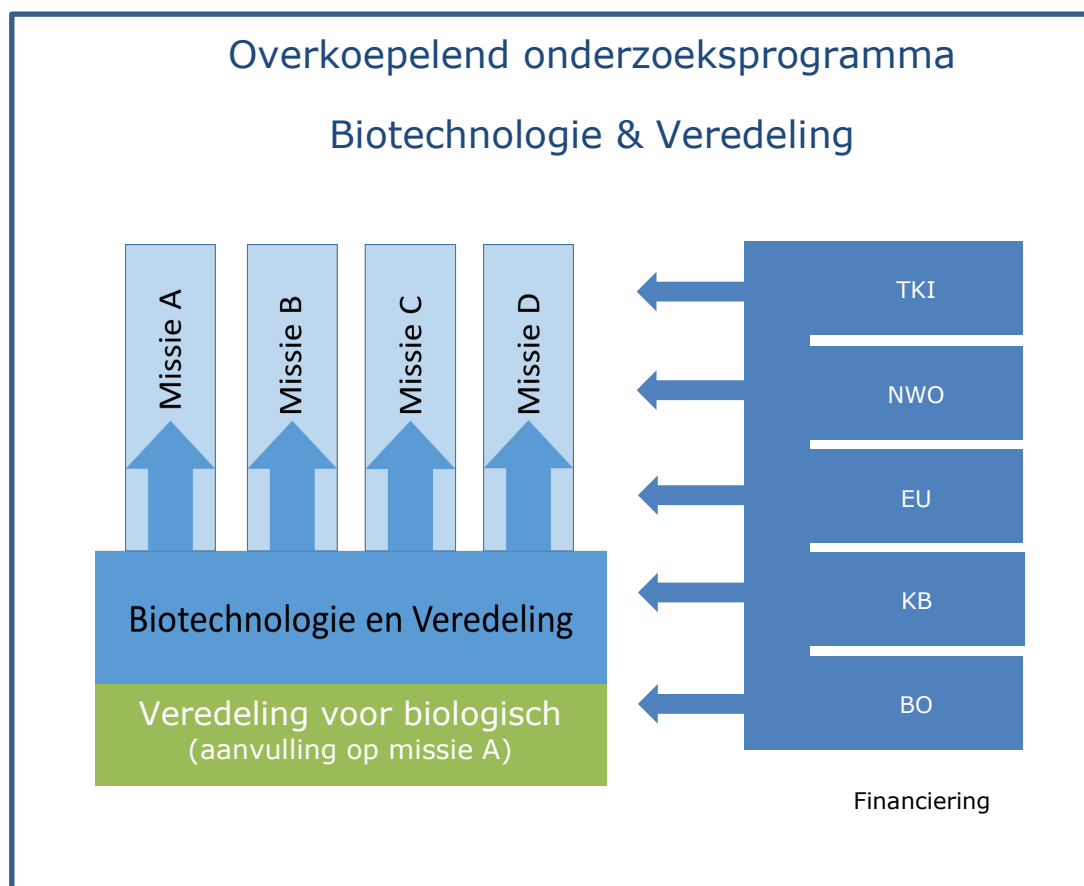 Overkoepelend onderzoeksprogramma
Biotechnologie & Veredeling
Missie A
Missie B
Missie C
Missie D
Biotechnologie en Veredeling
Veredeling voor biologisch
(aanvulling op missie A)
TKI
NWO
EU
KB
BO
Financiering